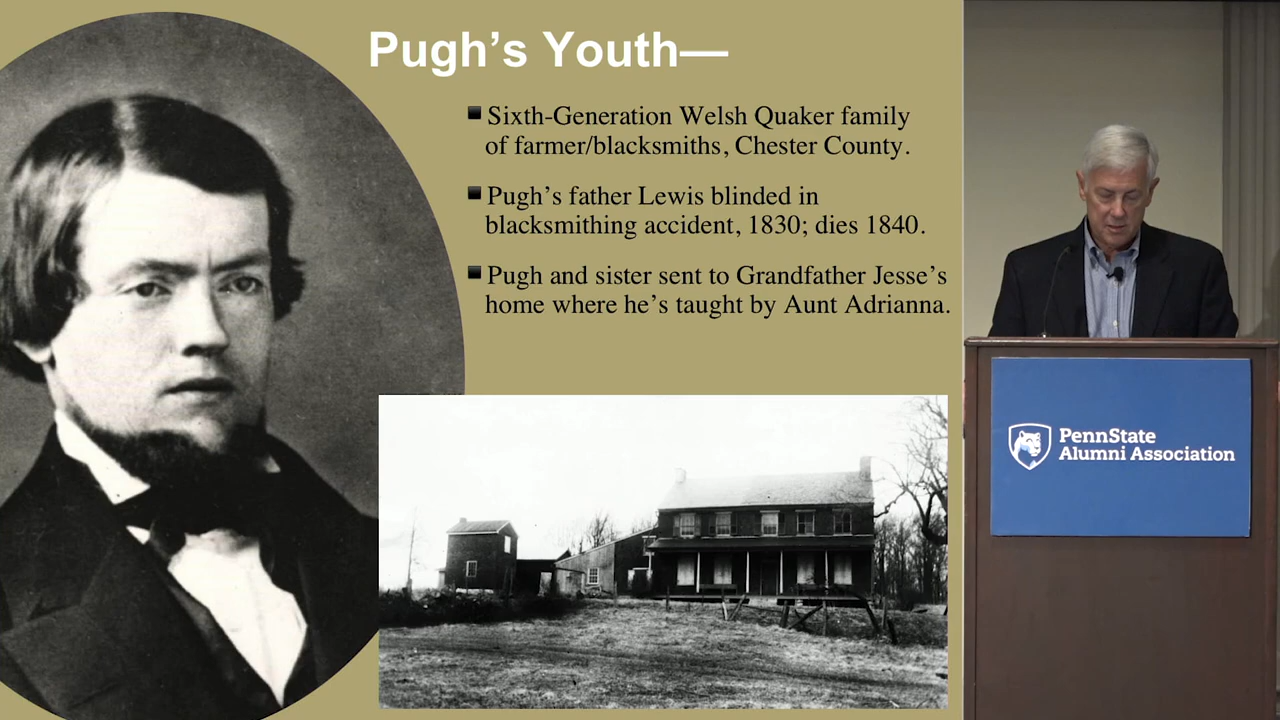 Pugh’s Youth—
Sixth-Generation Welsh Quaker family
of farmer/blacksmiths, Chester County.
Pugh’s father Lewis blinded in
blacksmithing accident, 1830; dies 1840.
Pugh and sister sent to Grandfather Jesse’s
home where he’s taught by Aunt Adrianna.
PennState
Alumni Association